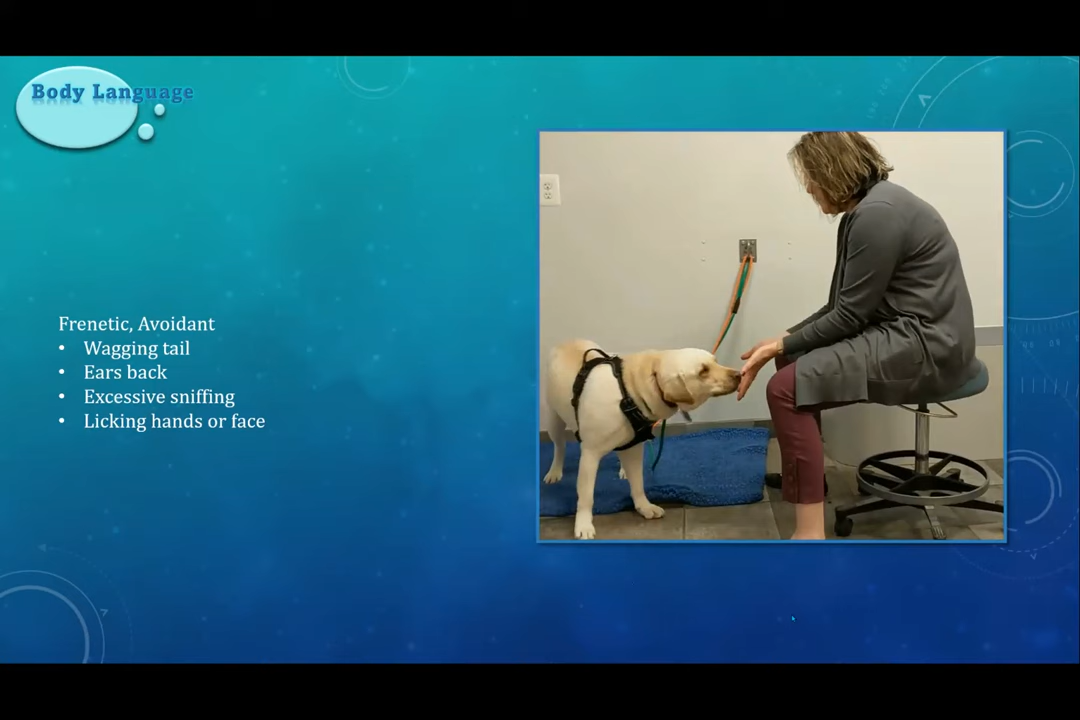 Body Language
Frenetic, Avoidant
• Wagging tail
• Ears back
• Excessive sniffing
• Licking hands or face